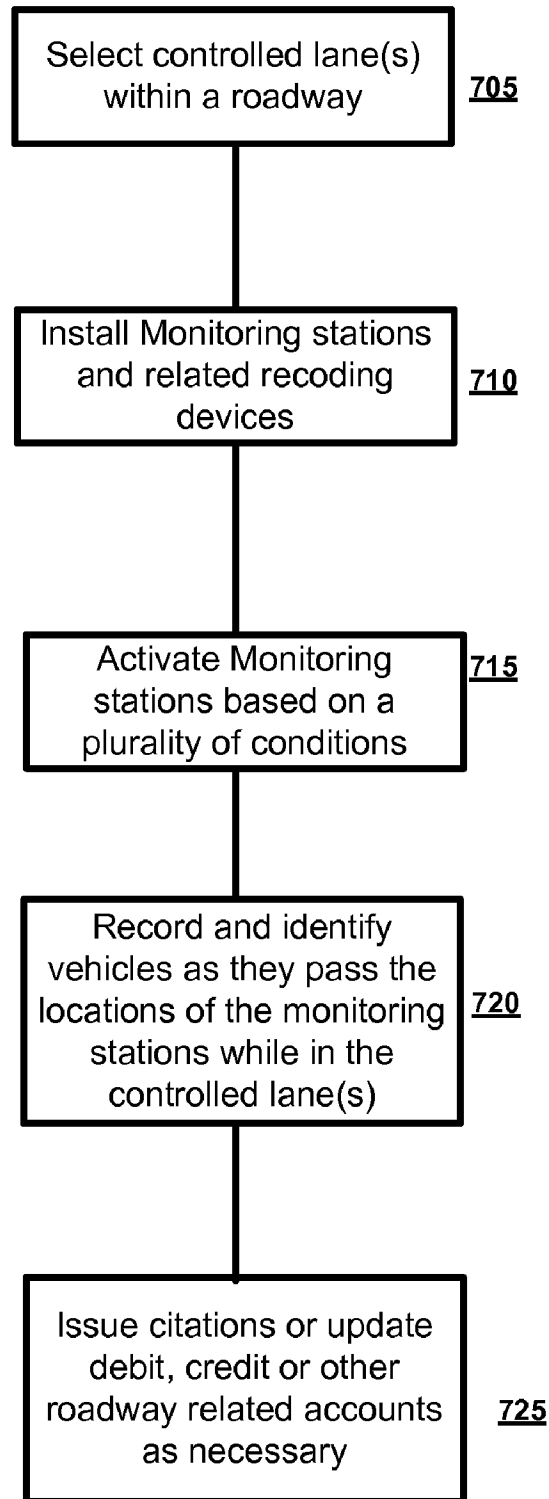 Select controlled lane(s)
within a roadway
705
Install Monitoring stations
and related recoding
devices
710
Activate Monitoring
stations based on a
plurality of conditions
715
Record and identify
vehicles as they pass the
locations of the monitoring
stations while in the
controlled lane(s)
720
Issue citations or update
debit, credit or other
roadway related accounts
as necessary
725